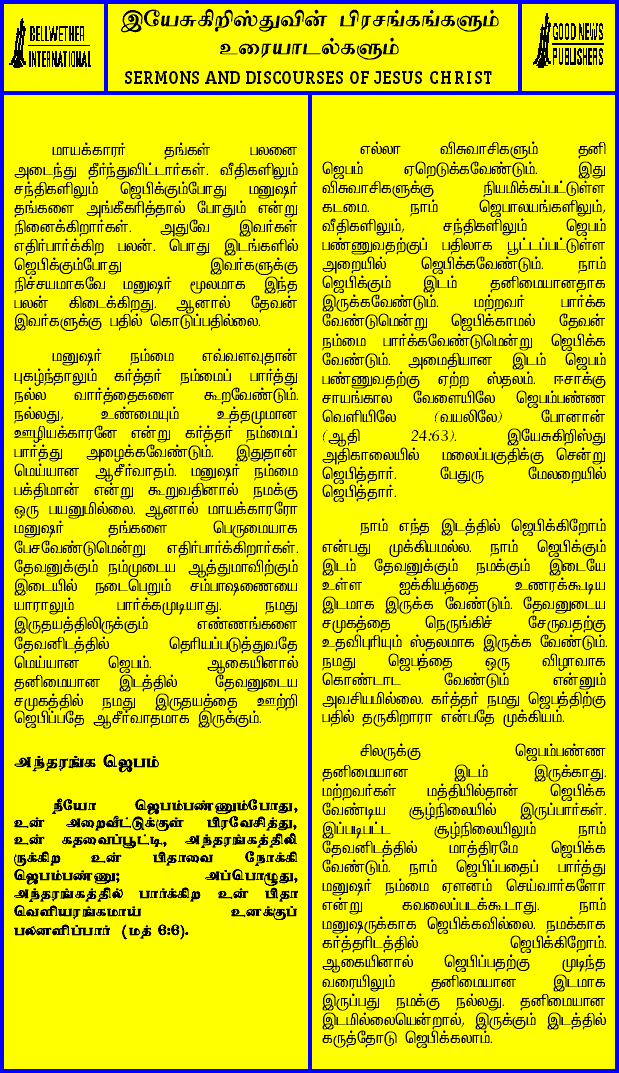 BELLWETHER
INTERNATIONAL
இயேசுகிறிஸ்துவின் பிரசங்கங்களும்
உரையாடல்களும்
SERMONS AND DISCOURSES OF JESUS CHRIST
GOOD NEWS
PUBLISHERS
மாயக்காரர் தங்கள் பலனை
அடைந்து தீர்ந்துவிட்டார்கள். வீதிகளிலும்
சந்திகளிலும் ஜெபிக்கும்போது மனுஷர்
தங்களை அங்கீகரித்தால் போதும் என்று
நினைக்கிறார்கள். அதுவே இவர்கள்
எதிர்பார்க்கிற பலன். பொது இடங்களில்
ஜெபிக்கும்போது இவர்களுக்கு
நிச்சயமாகவே மனுஷர் மூலமாக இந்த
பலன் கிடைக்கிறது. ஆனால் தேவன்
இவர்களுக்கு பதில் கொடுப்பதில்லை.
மனுஷர் நம்மை எவ்வளவுதான்
புகழ்ந்தாலும் கர்த்தர் நம்மைப் பார்த்து
நல்ல வார்த்தைகளை கூறவேண்டும்.
நல்லது, உண்மையும் உத்தமுமான
ஊழியக்காரனே என்று கர்த்தர் நம்மைப்
பார்த்து அழைக்கவேண்டும். இதுதான்
மெய்யான ஆசீர்வாதம். மனுஷர் நம்மை
பக்திமான் என்று கூறுவதினால் நமக்கு
ஒரு பயனுமில்லை. ஆனால் மாயக்காரரோ
மனுஷர் தங்களை பெருமையாக
பேசவேண்டுமென்று எதிர்பார்க்கிறார்கள்.
தேவனுக்கும் நம்முடைய ஆத்துமாவிற்கும்
இடையில் நடைபெறும் சம்பாஷணையை
யாராலும் பார்க்கமுடியாது. நமது
இருதயத்திலிருக்கும் எண்ணங்களை
தேவனிடத்தில் தெரியப்படுத்துவதே
மெய்யான ஜெபம். ஆகையினால்
தனிமையான இடத்தில் தேவனுடைய
சமுகத்தில் நமது இருதயத்தை ஊற்றி
ஜெபிப்பதே ஆசீர்வாதமாக இருக்கும்.
அந்தரங்க ஜெபம்
நீயோ ஜெபம்பண்ணும்போது,
உன் அறைவீட்டுக்குள் பிரவேசித்து,
உன் கதவைப்பூட்டி, அந்தரங்கத்திலி
ருக்கிற உன் பிதாவை நோக்கி
ஜெபம்பண்ணு; அப்பொழுது,
அந்தரங்கத்தில் பார்க்கிற உன் பிதா
வெளியரங்கமாய் உனக்குப்
பலனளிப்பார் (மத் 6:6).
எல்லா விசுவாசிகளும் தனி
ஜெபம் ஏறெடுக்கவேண்டும். இது
விசுவாசிகளுக்கு நியமிக்கப்பட்டுள்ள
கடமை. நாம் ஜெபாலயங்களிலும்,
வீதிகளிலும், சந்திகளிலும் ஜெபம்
பண்ணுவதற்குப் பதிலாக பூட்டப்பட்டுள்ள
அறையில் ஜெபிக்கவேண்டும். நாம்
ஜெபிக்கும் இடம் தனிமையானதாக
இருக்கவேண்டும். மற்றவர் பார்க்க
வேண்டுமென்று ஜெபிக்காமல் தேவன்
நம்மை பார்க்கவேண்டுமென்று ஜெபிக்க
வேண்டும். அமைதியான இடம் ஜெபம்
பண்ணுவதற்கு ஏற்ற ஸ்தலம். ஈசாக்கு
சாயங்கால வேளையிலே ஜெபம்பண்ண
வெளியிலே (வயலிலே) போனான்
(ஆதி 24:63). இயேசுகிறிஸ்து
அதிகாலையில் மலைப்பகுதிக்கு சென்று
ஜெபித்தார். பேதுரு மேலறையில்
ஜெபித்தார்.
நாம் எந்த இடத்தில் ஜெபிக்கிறோம்
என்பது முக்கியமல்ல. நாம் ஜெபிக்கும்
இடம் தேவனுக்கும் நமக்கும் இடையே
உள்ள ஐக்கியத்தை உணரக்கூடிய
இடமாக இருக்க வேண்டும். தேவனுடைய
சமுகத்தை நெருங்கிச் சேருவதற்கு
உதவிபுரியும் ஸ்தலமாக இருக்க வேண்டும்.
நமது ஜெபத்தை ஒரு விழாவாக
கொண்டாட வேண்டும் என்னும்
அவசியமில்லை. கர்த்தர் நமது ஜெபத்திற்கு
பதில் தருகிறாரா என்பதே முக்கியம்.
சிலருக்கு ஜெபம்பண்ண
தனிமையான இடம் இருக்காது.
மற்றவர்கள் மத்தியில்தான் ஜெபிக்க
வேண்டிய சூழ்நிலையில் இருப்பார்கள்.
இப்படிபட்ட சூழ்நிலையிலும் நாம்
தேவனிடத்தில் மாத்திரமே ஜெபிக்க
வேண்டும். நாம் ஜெபிப்பதைப் பார்த்து
மனுஷர் நம்மை ஏளனம் செய்வார்களோ
என்று கவலைப்படக்கூடாது. நாம்
மனுஷருக்காக ஜெபிக்கவில்லை. நமக்காக
கர்த்தரிடத்தில் ஜெபிக்கிறோம்.
ஆகையினால் ஜெபிப்பதற்கு முடிந்த
வரையிலும் தனிமையான இடமாக
இருப்பது நமக்கு நல்லது. தனிமையான
இடமில்லையென்றால், இருக்கும் இடத்தில்
கருத்தோடு ஜெபிக்கலாம்.